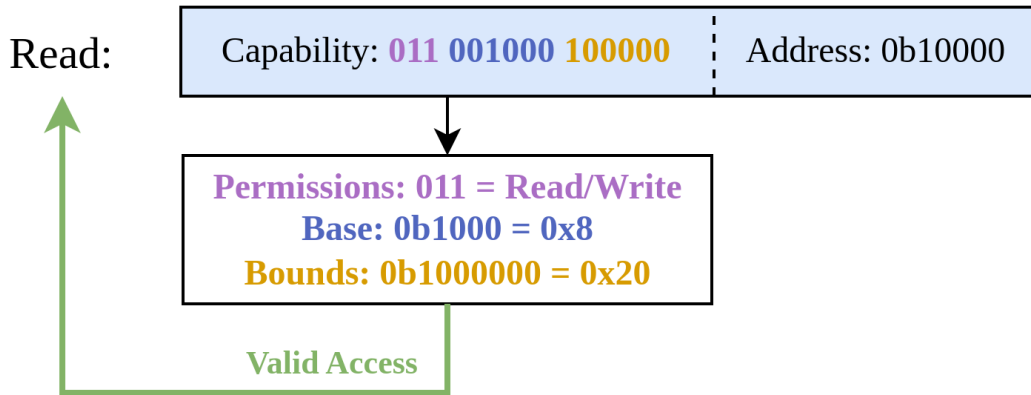 Read:
Capability: 011 001000 100000
Address: 0b10000
Permissions: 011 = Read/Write
Base: 0b1000 = 0x8
Bounds: 0b1000000 = 0x20
Valid Access